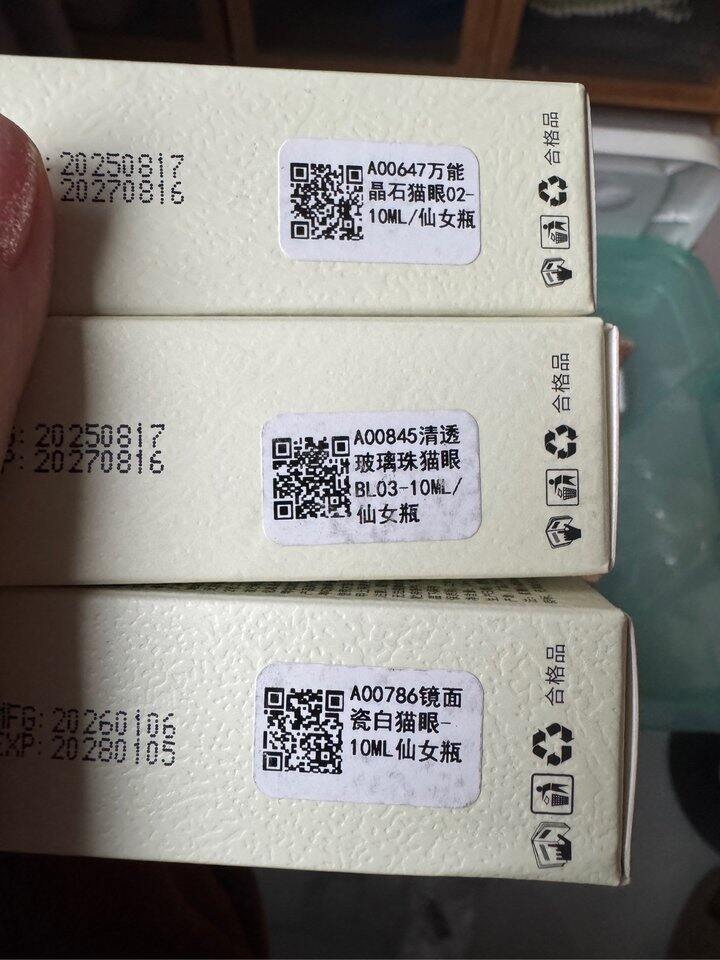 : 20250817
20270816
A00647万能
晶石猫眼02-
10ML/仙女瓶
合格品
G: 20250817
P: 20270816
A00845清透
玻璃珠猫眼
BL03-10ML/
仙女瓶
合格品
MFG: 20260106
EXP: 20280105
A00786镜面
瓷白猫眼-
10ML仙女瓶
合格品